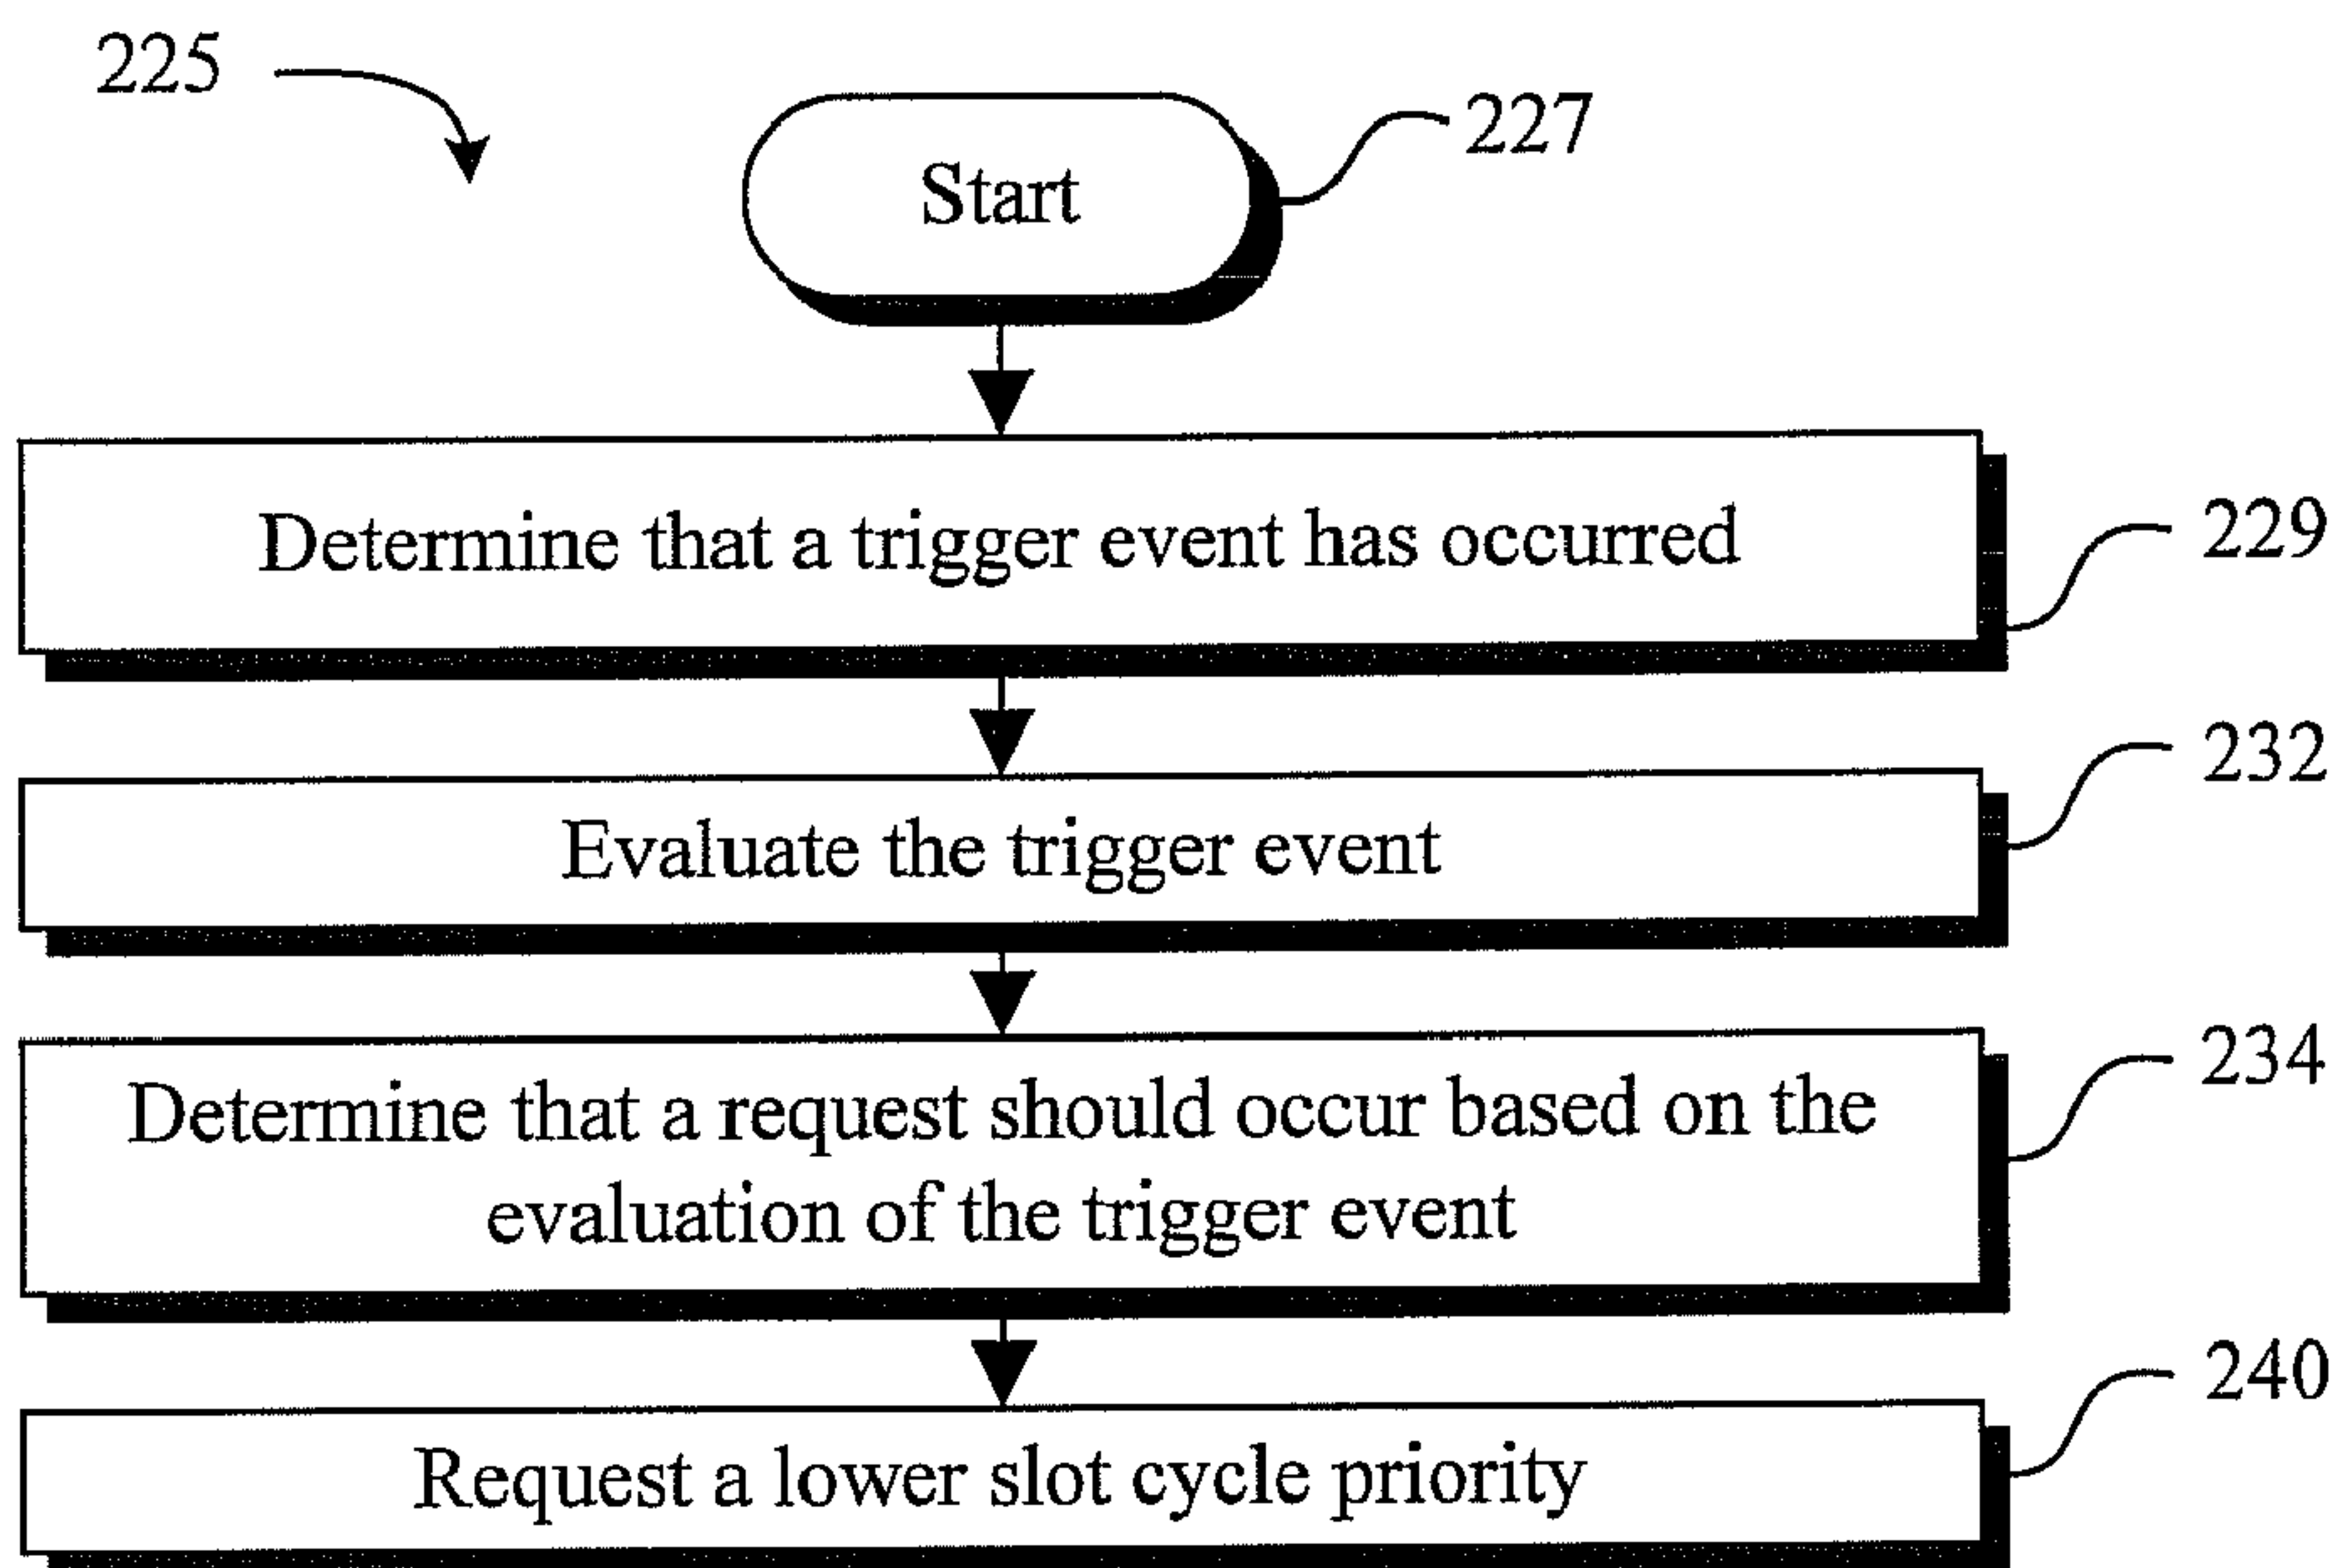 225
227
Start
Determine that a trigger event has occurred
229
232
Evaluate the trigger event
234
Determine that a request should occur based on the
evaluation of the trigger event
240
Request a lower slot cycle priority